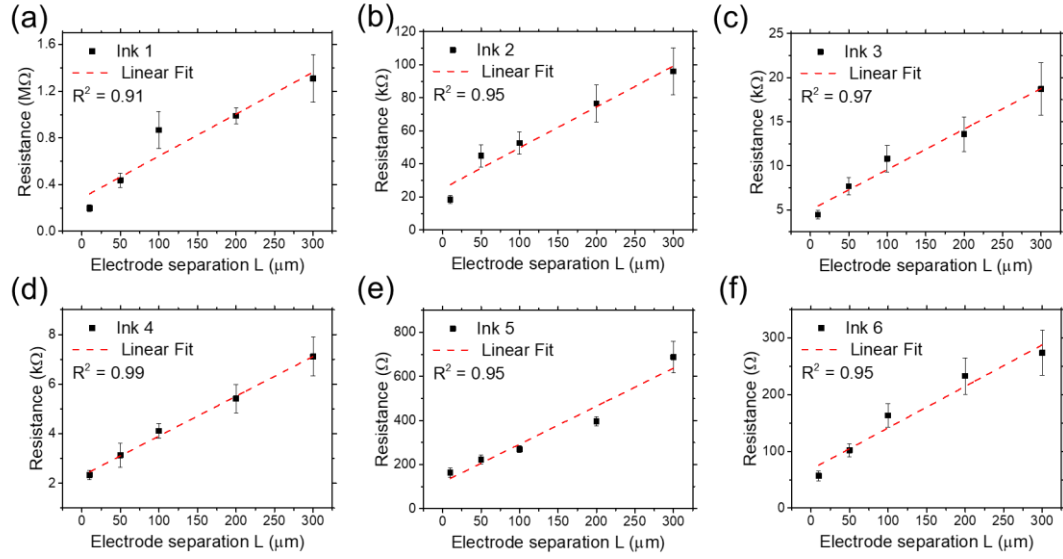 (a)
1.6
1.2
0.8
0.4
0.0
Resistance (MΩ)
Ink 1
Linear Fit
R² = 0.91
0 50 100 150 200 250 300
Electrode separation L (μm)
(b)
120
100
80
60
40
20
0
Resistance (kΩ)
Ink 2
Linear Fit
R² = 0.95
0 50 100 150 200 250 300
Electrode separation L (μm)
(c)
25
20
15
10
5
Resistance (kΩ)
Ink 3
Linear Fit
R² = 0.97
0 50 100 150 200 250 300
Electrode separation L (μm)
(d)
8
6
4
2
Resistance (kΩ)
Ink 4
Linear Fit
R² = 0.99
0 50 100 150 200 250 300
Electrode separation L (μm)
(e)
800
600
400
200
0
Resistance (Ω)
Ink 5
Linear Fit
R² = 0.95
0 50 100 150 200 250 300
Electrode separation L (μm)
(f)
300
200
100
0
Resistance (Ω)
Ink 6
Linear Fit
R² = 0.95
0 50 100 150 200 250 300
Electrode separation L (μm)